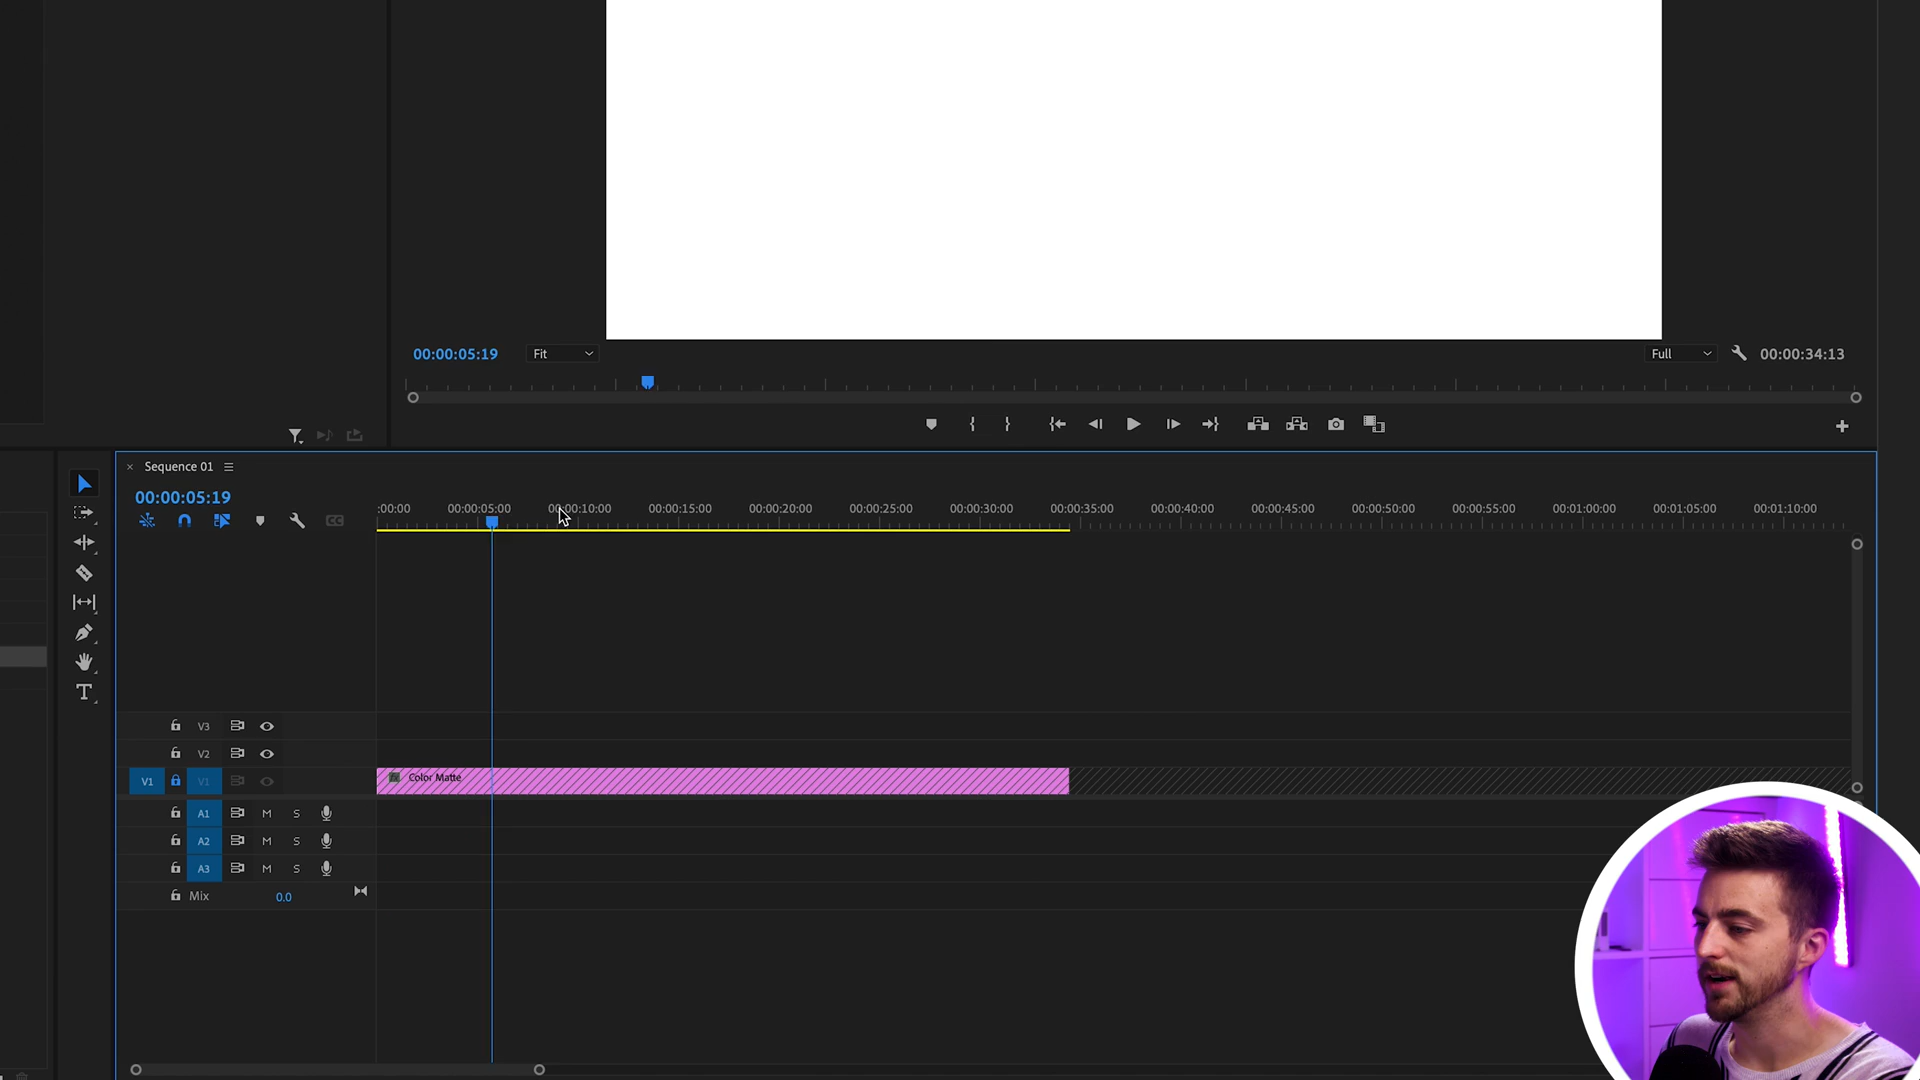 00:00:05:19 Fit Full 00:00:34:13
Sequence 01
00:00:05:19
:00:00 00:00:05:00 00:00:10:00 00:00:15:00 00:00:20:00 00:00:25:00 00:00:30:00 00:00:35:00 00:00:40:00 00:00:45:00 00:00:50:00 00:00:55:00 00:01:00:00 00:01:05:00 00:01:10:00
CC
T
V3
V2
V1 V1 fx Color Matte
A1 M S
A2 M S
A3 M S
Mix 0.0